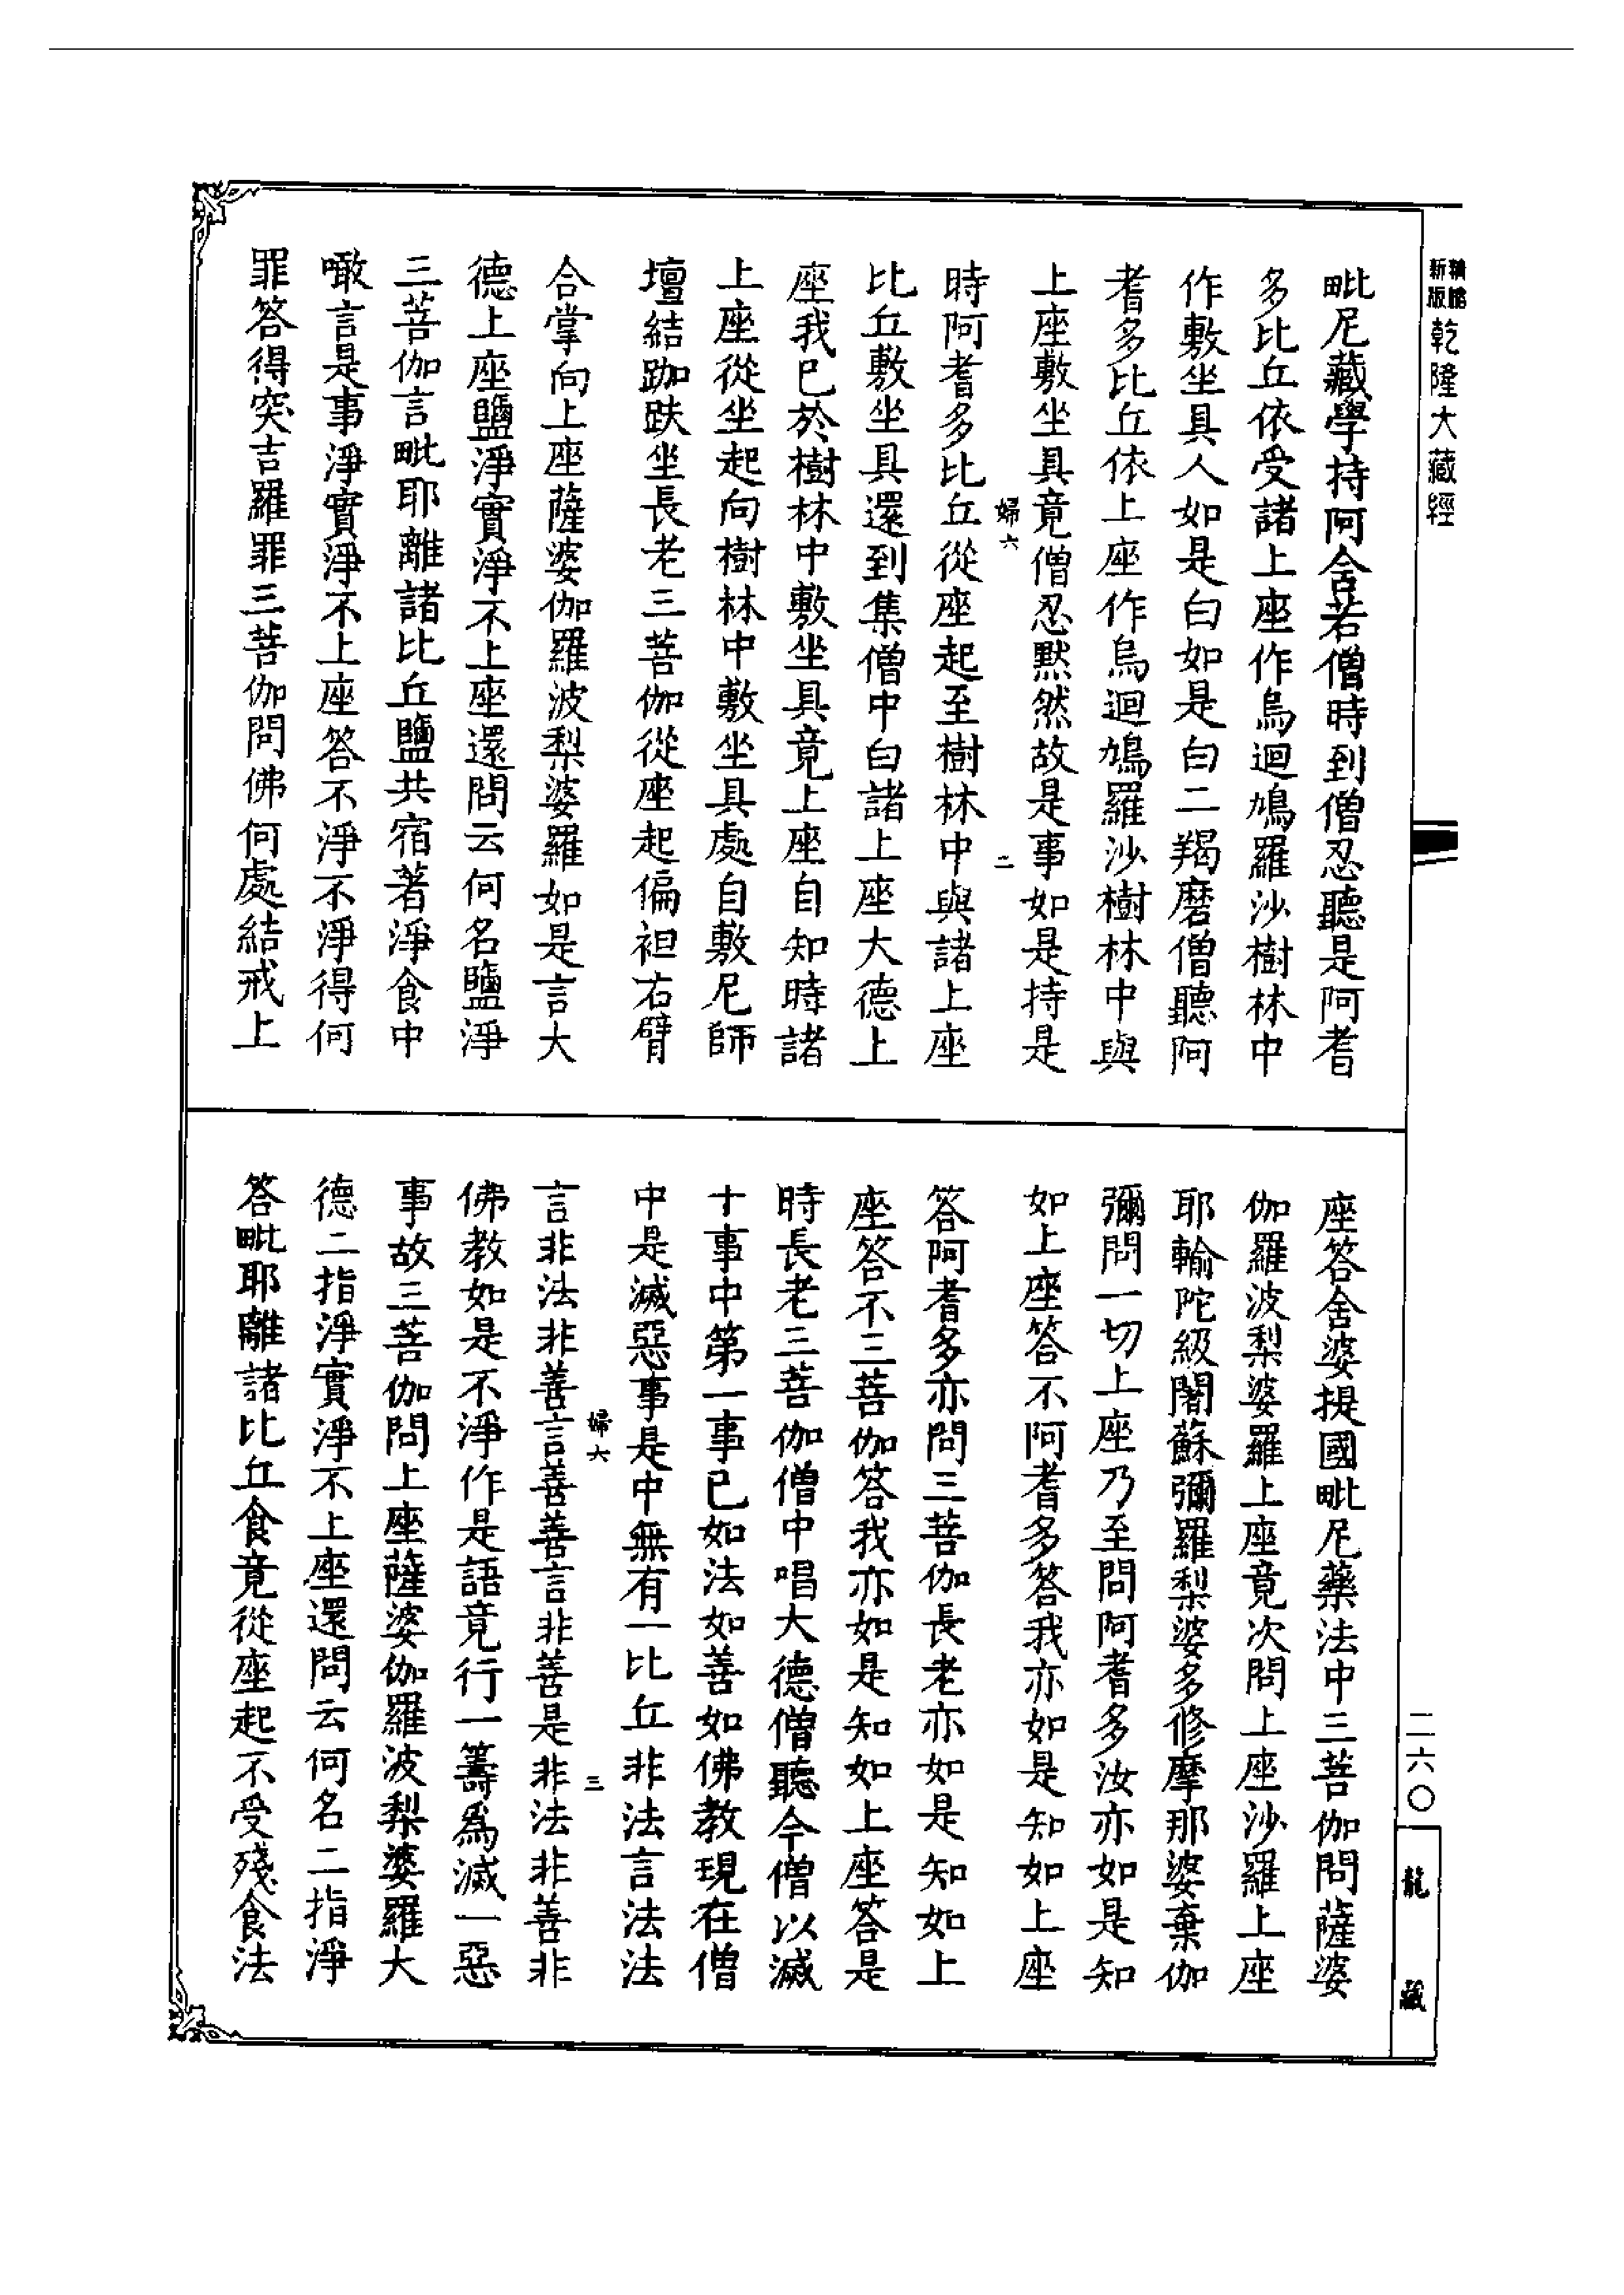 新版
精縮
乾隆大藏經
毗尼藏學持阿含若僧時到僧忍聽是阿耆
多比丘依受諸上座作烏迴鳩羅沙樹林中
作敷坐具人如是白如是白二羯磨僧聽阿
耆多比丘依上座作烏迴鳩羅沙樹林中與
上座敷坐具竟僧忍默然故是事如是持是
婦六
二
時阿耆多比丘從座起至樹林中與諸上座
比丘敷坐具還到集僧中白諸上座大德上
座我已於樹林中敷坐具竟上座自知時諸
上座從坐起向樹林中敷坐具處自敷尼師
壇結跏趺坐長老三菩伽從座起偏袒右臂
合掌向上座薩婆伽羅波梨婆羅如是言大
德上座鹽淨實淨不上座還問云何名鹽淨
三菩伽言毗耶離諸比丘鹽共宿著淨食中
噉言是事淨實淨不上座答不淨不淨得何
罪答得突吉羅罪三菩伽問佛何處結戒上
座答舍婆提國毗尼藥法中三菩伽問薩婆
伽羅波梨婆羅上座竟次問上座沙羅上座
耶輸陀級闍蘇彌羅梨婆多修摩那婆棄伽
彌問一切上座乃至問阿耆多汝亦如是知
如上座答不阿耆多答我亦如是知如上座
答阿耆多亦問三菩伽長老亦如是知如上
座答不三菩伽答我亦如是知如上座答是
時長老三菩伽僧中唱大德僧聽今僧以滅
十事中第一事已如法如善如佛教現在僧
中是滅惡事是中無有一比丘非法言法法
婦六
三
言非法非善言善善言非善是非法非善非
佛教如是不淨作是語竟行一籌為滅一惡
事故三菩伽問上座薩婆伽羅波梨婆羅大
德二指淨實淨不上座還問云何名二指淨
答毗耶離諸比丘食竟從座起不受殘食法
二六〇
龍藏